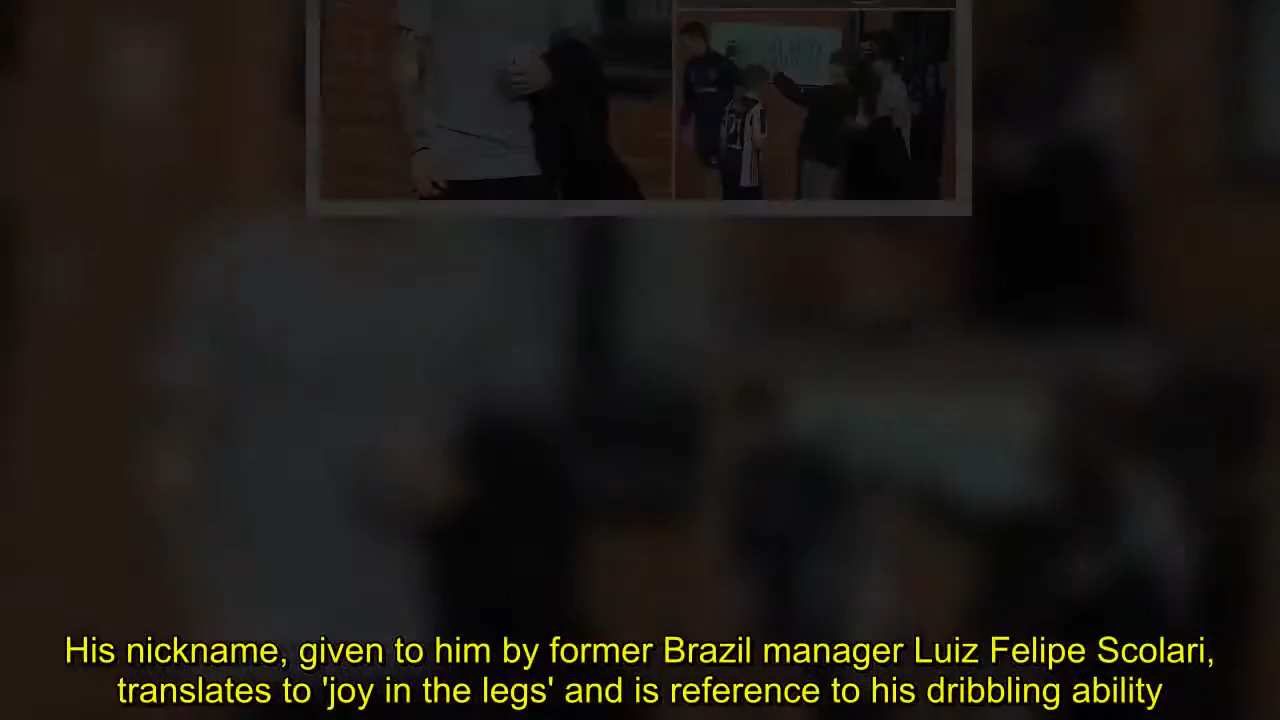 His nickname, given to him by former Brazil manager Luiz Felipe Scolari,
translates to 'joy in the legs' and is reference to his dribbling ability